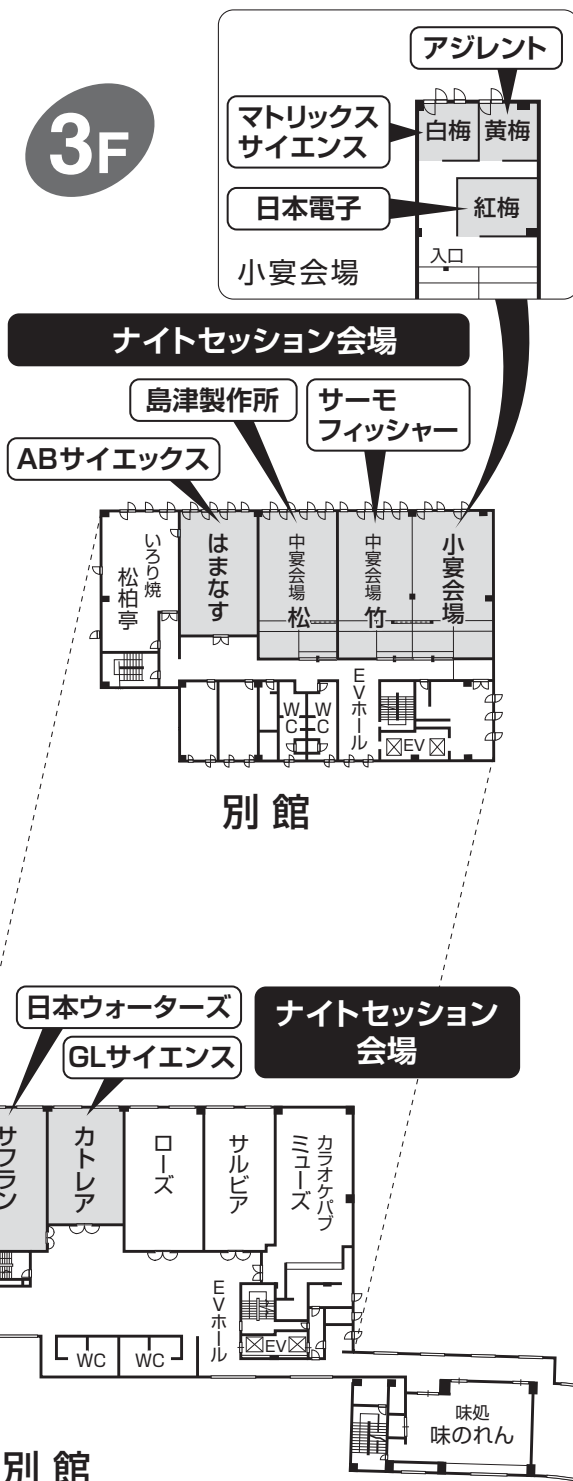 3F
アジレント
マトリックス
サイエンス
白梅
黄梅
日本電子
紅梅
入口
小宴会場
ナイトセッション会場
島津製作所
サーモ
フィッシャー
ABサイエックス
いろり焼
松柏亭
はまなす
中宴会場
松
中宴会場
竹
小宴会場
WC
WC
EVホール
EV
別館
日本ウォーターズ
GLサイエンス
ナイトセッション
会場
サフラン
カトレア
ローズ
サルビア
カラオケパブ
ミューズ
EVホール
EV
WC
WC
味処
味のれん
別館